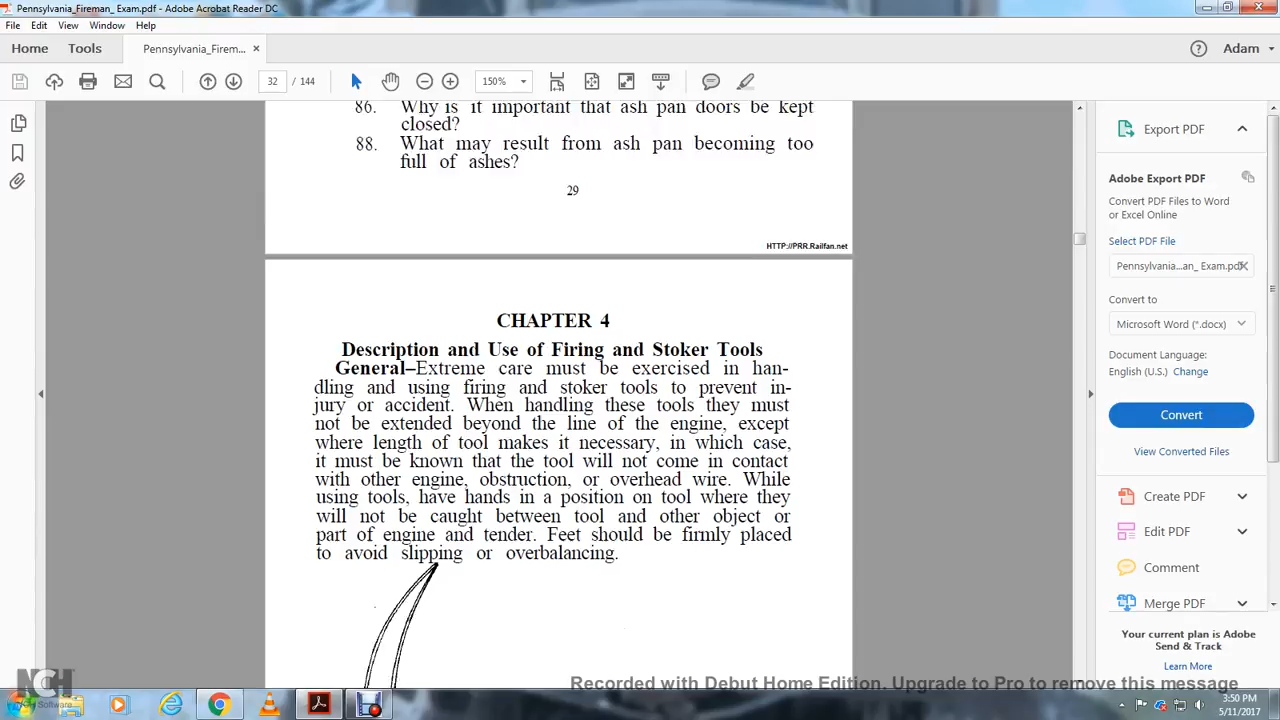 Pennsylvania_Fireman_ Exam.pdf - Adobe Acrobat Reader DC
File Edit View Window Help
Home Tools Pennsylvania_Firem... × Adam
32 / 144 150%
86. Why is it important that ash pan doors be kept
closed?
88. What may result from ash pan becoming too
full of ashes?
29
HTTP://PRR.Railfan.net
CHAPTER 4
Description and Use of Firing and Stoker Tools
General–Extreme care must be exercised in han-
dling and using firing and stoker tools to prevent in-
jury or accident. When handling these tools they must
not be extended beyond the line of the engine, except
where length of tool makes it necessary, in which case,
it must be known that the tool will not come in contact
with other engine, obstruction, or overhead wire. While
using tools, have hands in a position on tool where they
will not be caught between tool and other object or
part of engine and tender. Feet should be firmly placed
to avoid slipping or overbalancing.
Export PDF
Adobe Export PDF
Convert PDF Files to Word
or Excel Online
Select PDF File
Pennsylvania...an_ Exam.pdf
Convert to
Microsoft Word (*.docx)
Document Language:
English (U.S.) Change
Convert
View Converted Files
Create PDF
Edit PDF
Comment
Merge PDF
Your current plan is Adobe
Send & Track
Learn More
Recorded with Debut Home Edition. Upgrade to Pro to remove this message
NCH
Software
3:50 PM
5/11/2017